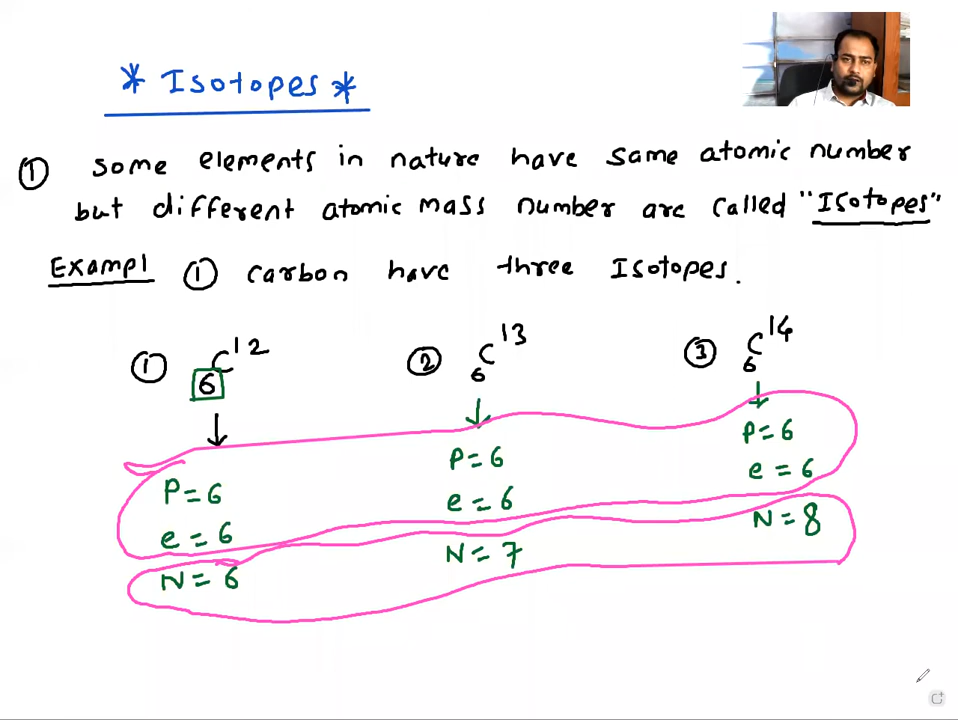 * Isotopes *
① Some elements in nature have same atomic number
but different atomic mass number are called "Isotopes"
Exampl ① carbon have three Isotopes.
① ₆C¹² ② ₆C¹³ ③ ₆C¹⁴
P=6 P=6 P=6
e=6 e=6 e=6
N=6 N=7 N=8